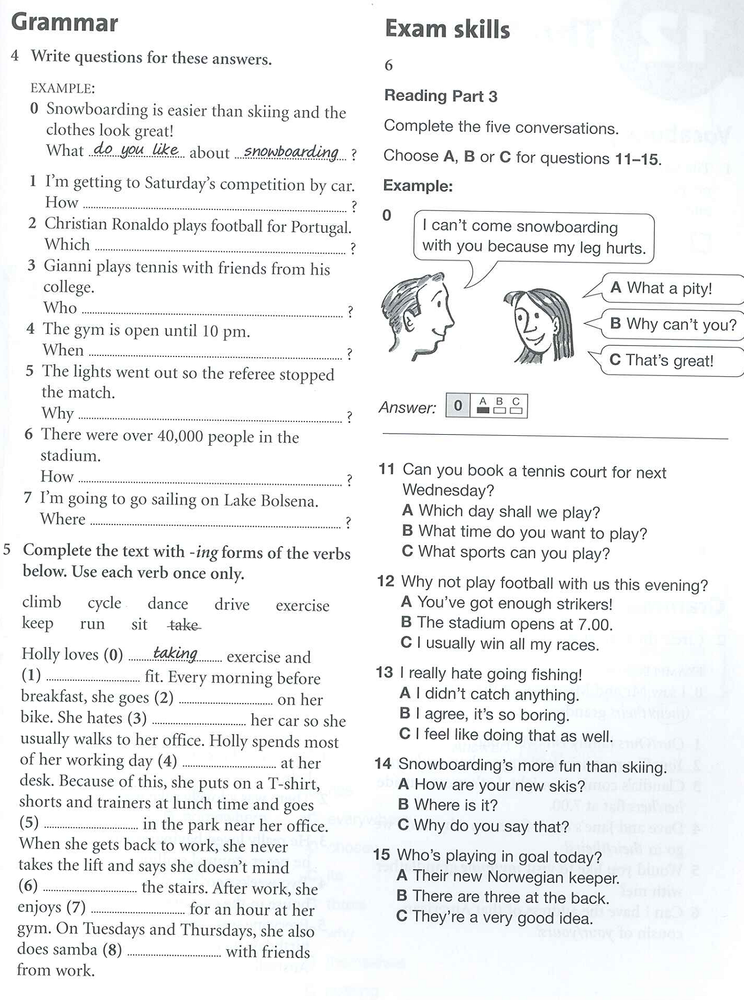 Grammar
4 Write questions for these answers.
EXAMPLE:
0 Snowboarding is easier than skiing and the
clothes look great!
What do you like about snowboarding ?
1 I'm getting to Saturday's competition by car.
How ?
2 Christian Ronaldo plays football for Portugal.
Which ?
3 Gianni plays tennis with friends from his
college.
Who ?
4 The gym is open until 10 pm.
When ?
5 The lights went out so the referee stopped
the match.
Why ?
6 There were over 40,000 people in the
stadium.
How ?
7 I'm going to go sailing on Lake Bolsena.
Where ?
5 Complete the text with -ing forms of the verbs
below. Use each verb once only.
climb cycle dance drive exercise
keep run sit take
Holly loves (0) taking exercise and
(1) fit. Every morning before
breakfast, she goes (2) on her
bike. She hates (3) her car so she
usually walks to her office. Holly spends most
of her working day (4) at her
desk. Because of this, she puts on a T-shirt,
shorts and trainers at lunch time and goes
(5) in the park near her office.
When she gets back to work, she never
takes the lift and says she doesn't mind
(6) the stairs. After work, she
enjoys (7) for an hour at her
gym. On Tuesdays and Thursdays, she also
does samba (8) with friends
from work.
Exam skills
6
Reading Part 3
Complete the five conversations.
Choose A, B or C for questions 11–15.
Example:
0
I can't come snowboarding
with you because my leg hurts.
A What a pity!
B Why can't you?
C That's great!
Answer: 0 A B C
11 Can you book a tennis court for next
Wednesday?
A Which day shall we play?
B What time do you want to play?
C What sports can you play?
12 Why not play football with us this evening?
A You've got enough strikers!
B The stadium opens at 7.00.
C I usually win all my races.
13 I really hate going fishing!
A I didn't catch anything.
B I agree, it's so boring.
C I feel like doing that as well.
14 Snowboarding's more fun than skiing.
A How are your new skis?
B Where is it?
C Why do you say that?
15 Who's playing in goal today?
A Their new Norwegian keeper.
B There are three at the back.
C They're a very good idea.